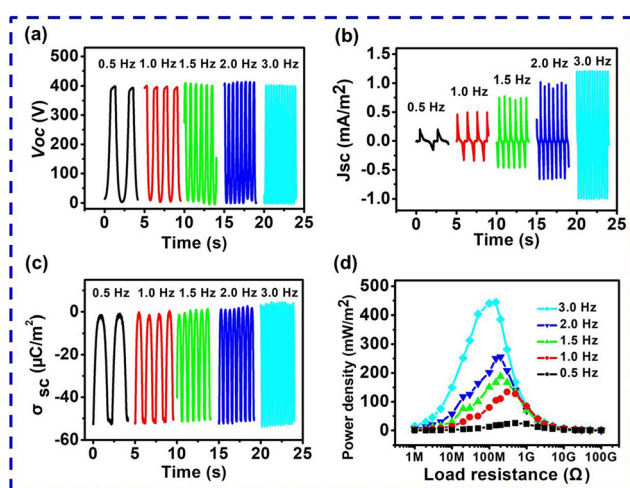 (a)
0.5 Hz 1.0 Hz 1.5 Hz 2.0 Hz 3.0 Hz
Voc (V)
500
400
300
200
100
0
0 5 10 15 20 25
Time (s)
(b)
0.5 Hz
1.0 Hz
1.5 Hz
2.0 Hz
3.0 Hz
Jsc (mA/m²)
1.5
1.0
0.5
0.0
-0.5
-1.0
0 5 10 15 20 25
Time (s)
(c)
0.5 Hz 1.0 Hz 1.5 Hz 2.0 Hz 3.0 Hz
σ sc (μC/m²)
0
-20
-40
-60
0 5 10 15 20 25
Time (s)
(d)
3.0 Hz
2.0 Hz
1.5 Hz
1.0 Hz
0.5 Hz
Power density (mW/m²)
500
400
300
200
100
0
1M 10M 100M 1G 10G 100G
Load resistance (Ω)